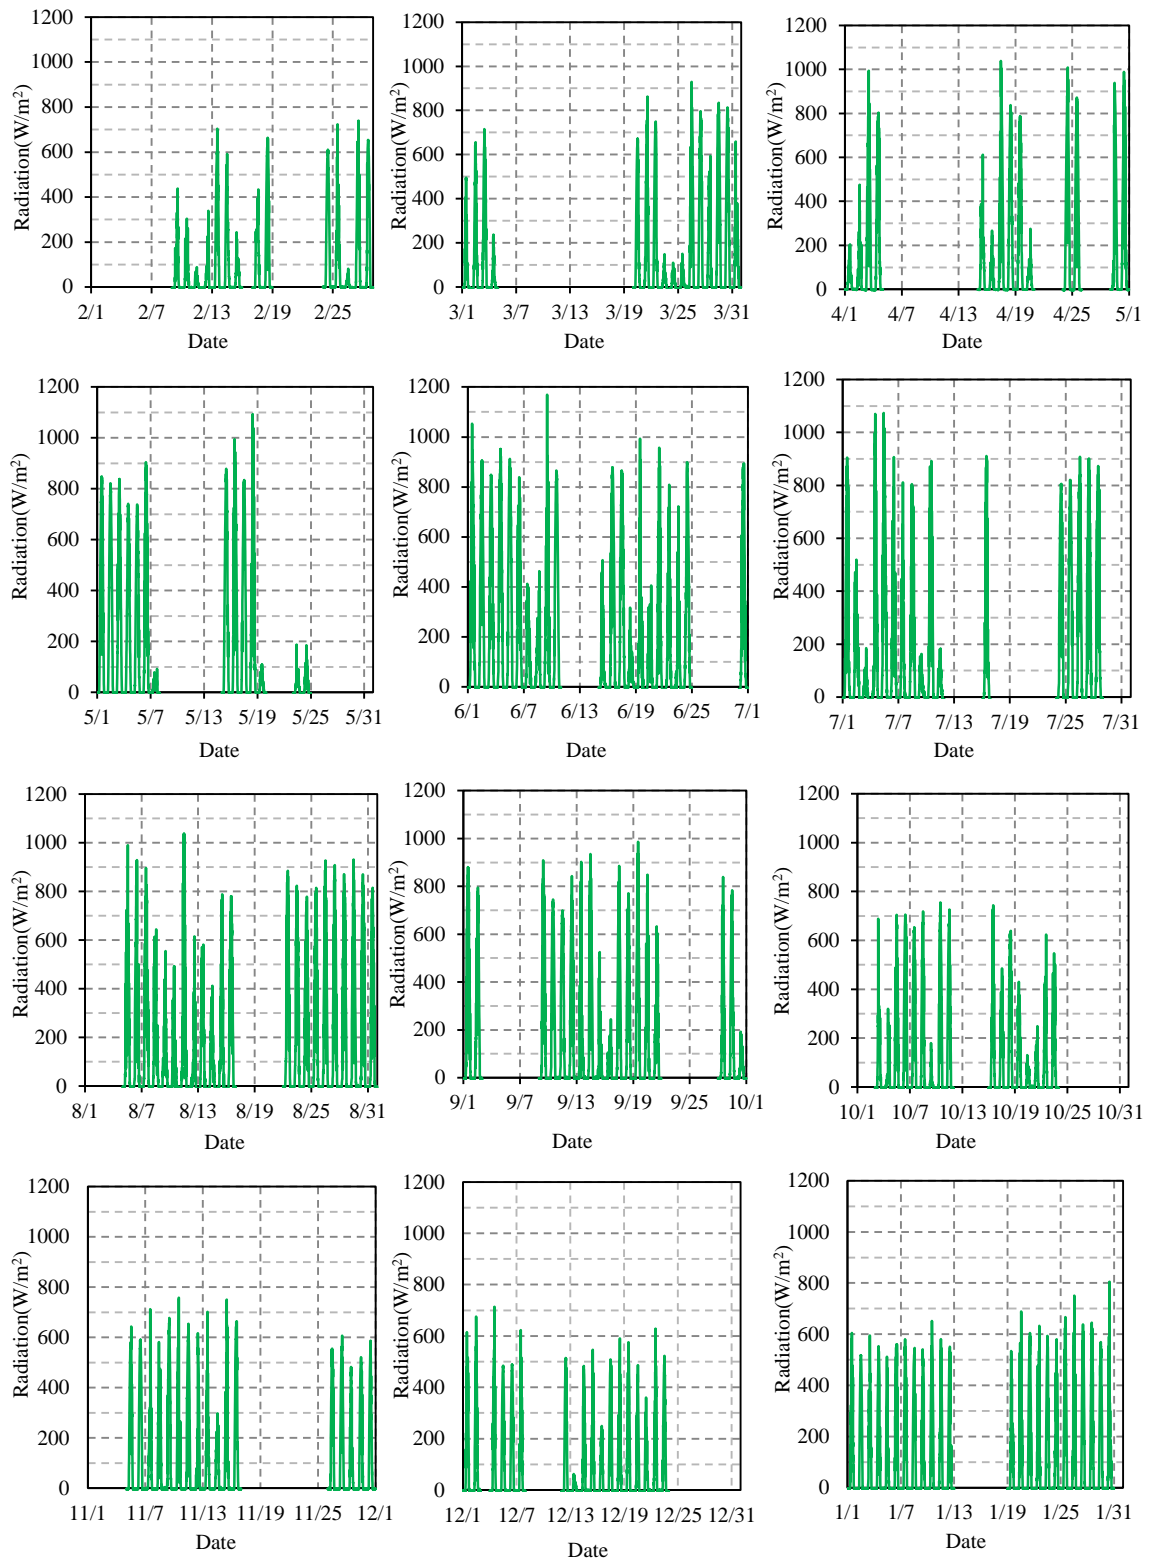 1200
1000
800
600
400
200
0
Radiation(W/m²)
2/1 2/7 2/13 2/19 2/25
Date
1200
1000
800
600
400
200
0
Radiation(W/m²)
3/1 3/7 3/13 3/19 3/25 3/31
Date
1200
1000
800
600
400
200
0
Radiation(W/m²)
4/1 4/7 4/13 4/19 4/25 5/1
Date
1200
1000
800
600
400
200
0
Radiation(W/m²)
5/1 5/7 5/13 5/19 5/25 5/31
Date
1200
1000
800
600
400
200
0
Radiation(W/m²)
6/1 6/7 6/13 6/19 6/25 7/1
Date
1200
1000
800
600
400
200
0
Radiation(W/m²)
7/1 7/7 7/13 7/19 7/25 7/31
Date
1200
1000
800
600
400
200
0
Radiation(W/m²)
8/1 8/7 8/13 8/19 8/25 8/31
Date
1200
1000
800
600
400
200
0
Radiation(W/m²)
9/1 9/7 9/13 9/19 9/25 10/1
Date
1200
1000
800
600
400
200
0
Radiation(W/m²)
10/1 10/7 10/13 10/19 10/25 10/31
Date
1200
1000
800
600
400
200
0
Radiation(W/m²)
11/1 11/7 11/13 11/19 11/25 12/1
Date
1200
1000
800
600
400
200
0
Radiation(W/m²)
12/1 12/7 12/13 12/19 12/25 12/31
Date
1200
1000
800
600
400
200
0
Radiation(W/m²)
1/1 1/7 1/13 1/19 1/25 1/31
Date